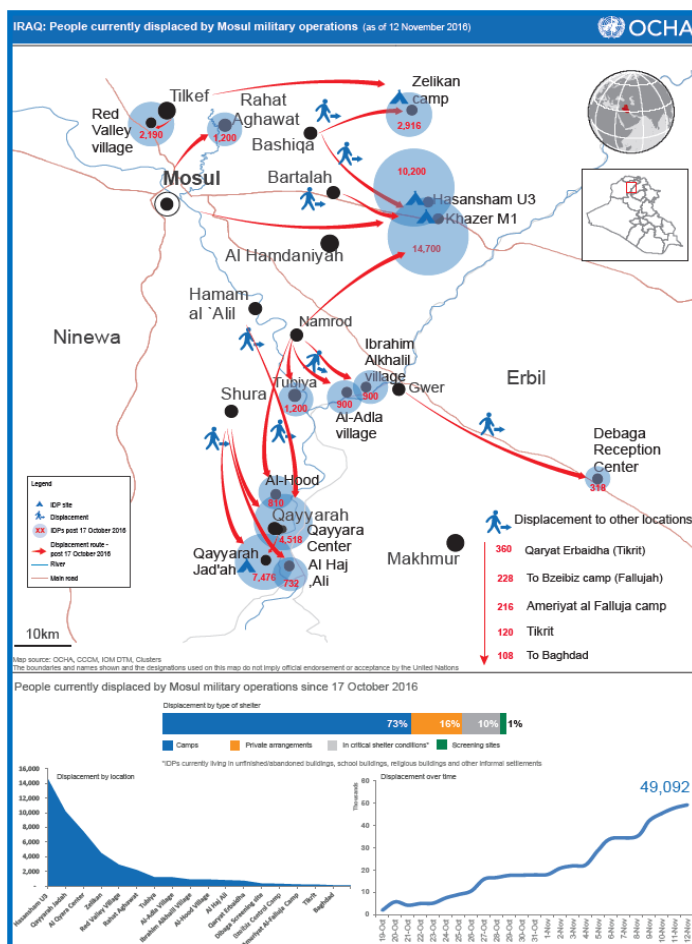 IRAQ: People currently displaced by Mosul military operations (as of 12 November 2016)
OCHA
Tilkef
Red
Valley
village
2,190
Rahat
Aghawat
1,200
Zelikan
camp
2,916
Bashiqa
Mosul
Bartalah
10,200
Hasansham U3
Khazer M1
14,700
Al Hamdaniyah
Hamam
al `Alil
Namrod
Ninewa
Ibrahim
Alkhalil
village
Erbil
Tubiya
1,200
900
900
Gwer
Al-Adla
village
Shura
Debaga
Reception
Center
318
Al-Hood
810
Qayyarah
4,518
Qayyara
Center
Qayyarah
Jad'ah
7,476
Al Haj
,Ali
732
Makhmur
Legend
IDP site
Displacement
XX
IDPs post 17 October 2016
Displacement route -
post 17 October 2016
River
Main road
Displacement to other locations
360 Qaryat Erbaidha (Tikrit)
228 To Bzeibiz camp (Fallujah)
216 Ameriyat al Falluja camp
120 Tikrit
108 To Baghdad
10km
Map source: OCHA, CCCM, IOM DTM, Clusters
The boundaries and names shown and the designations used on this map do not imply official endorsement or acceptance by the United Nations
People currently displaced by Mosul military operations since 17 October 2016
Displacement by type of shelter
73% 16% 10% 1%
Camps Private arrangements In critical shelter conditions* Screening sites
*IDPs currently living in unfinished/abandoned buildings, school buildings, religious buildings and other informal settlements
Displacement by location
16,000
14,000
12,000
10,000
8,000
6,000
4,000
2,000
-
Hasansham U3
Qayyarah Jadah
Al Qyara Center
Zelikan
Red Valley Village
Rahat Aghawat
Tubiya
Al-Adla Village
Ibrahim Alkhalil Village
Al-Hood Village
Al Haj Ali
Qaryat Erbaidha
Dibaga Screening site
Camp
Ameriyat Al-Falluja Camp
Tikrit
Baghdad
Displacement over time
49,092
Thousands
60
50
40
30
20
10
0
19-Oct
20-Oct
21-Oct
22-Oct
23-Oct
24-Oct
25-Oct
26-Oct
27-Oct
28-Oct
29-Oct
30-Oct
31-Oct
1-Nov
2-Nov
3-Nov
4-Nov
5-Nov
6-Nov
7-Nov
8-Nov
9-Nov
10-Nov
11-Nov